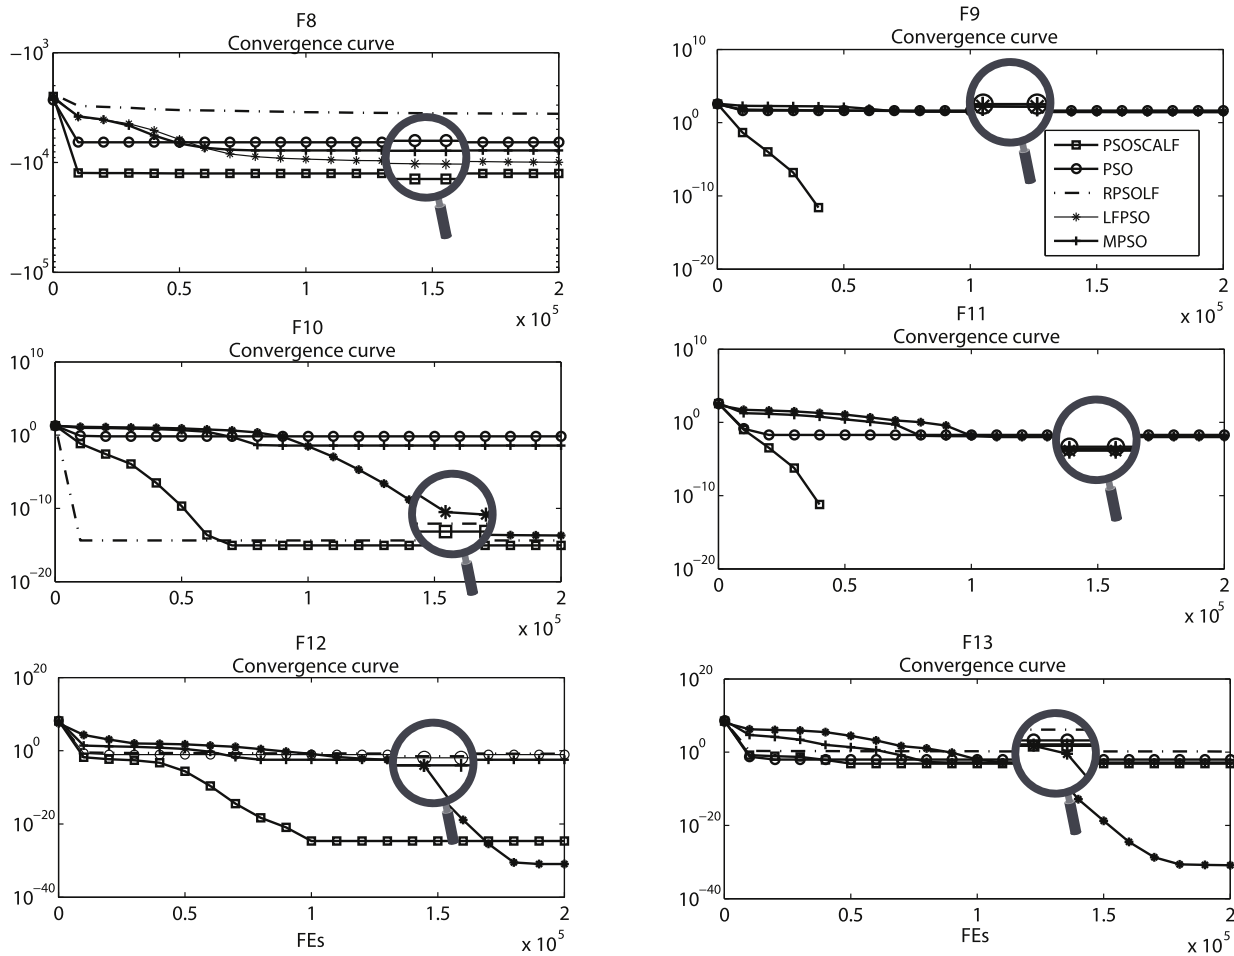 F8
Convergence curve
−10^3
−10^4
−10^5
0 0.5 1 1.5 2
x 10^5
F9
Convergence curve
10^10
10^0
10^−10
10^−20
PSOSCALF
PSO
RPSOLF
LFPSO
MPSO
0 0.5 1 1.5 2
x 10^5
F10
Convergence curve
10^10
10^0
10^−10
10^−20
0 0.5 1 1.5 2
x 10^5
F11
Convergence curve
10^10
10^0
10^−10
10^−20
0 0.5 1 1.5 2
x 10^5
F12
Convergence curve
10^20
10^0
10^−20
10^−40
0 0.5 1 1.5 2
FEs
x 10^5
F13
Convergence curve
10^20
10^0
10^−20
10^−40
0 0.5 1 1.5 2
FEs
x 10^5